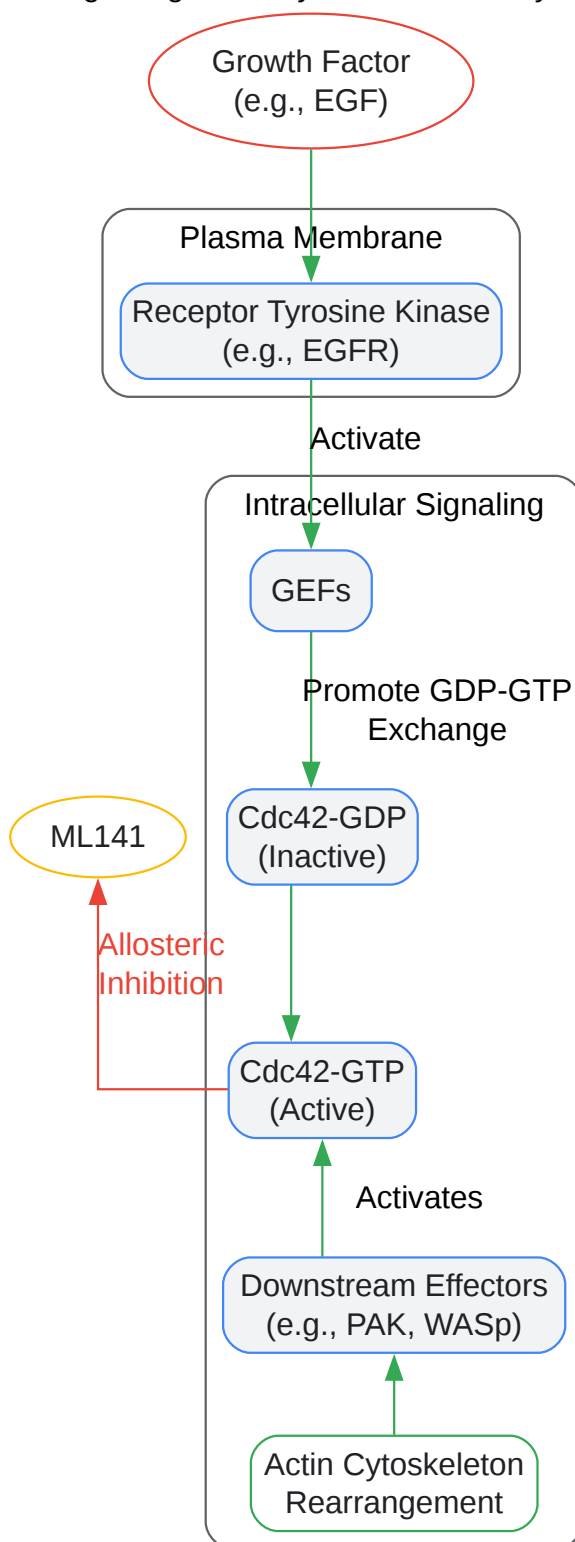 Growth Factor
(e.g., EGF)
Plasma Membrane
Receptor Tyrosine Kinase
(e.g., EGFR)
Activate
Intracellular Signaling
GEFs
Promote GDP-GTP
Exchange
Cdc42-GDP
(Inactive)
ML141
Allosteric
Inhibition
Cdc42-GTP
(Active)
Activates
Downstream Effectors
(e.g., PAK, WASp)
Actin Cytoskeleton
Rearrangement